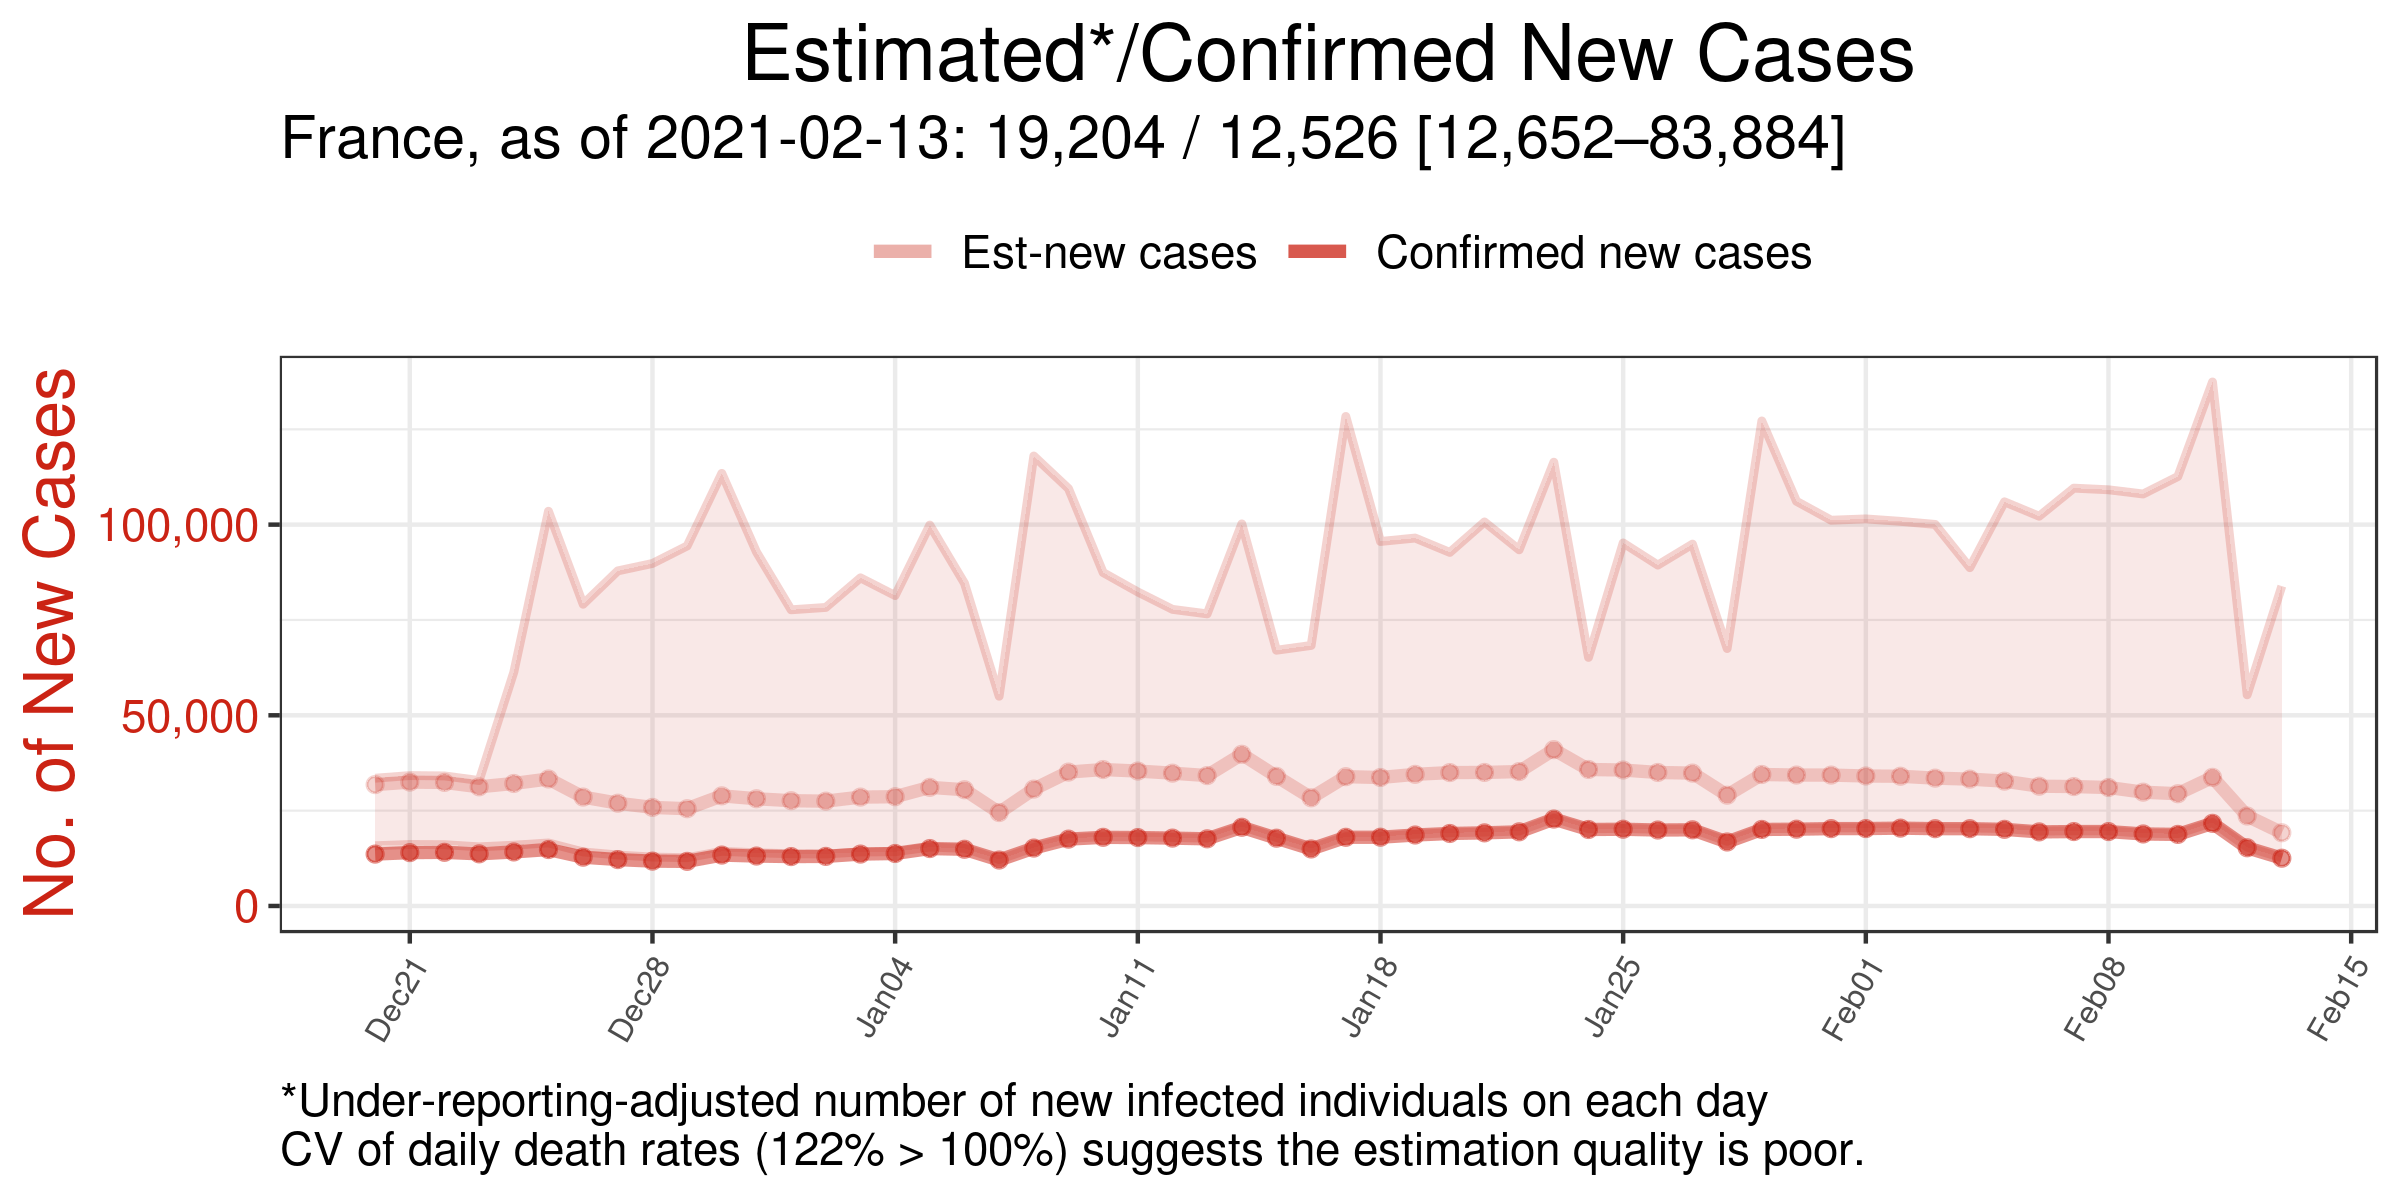 Estimated*/Confirmed New Cases
France, as of 2021-02-13: 19,204 / 12,526 [12,652–83,884]
Est-new cases
Confirmed new cases
No. of New Cases
100,000
50,000
0
Dec21
Dec28
Jan04
Jan11
Jan18
Jan25
Feb01
Feb08
Feb15
*Under-reporting-adjusted number of new infected individuals on each day
CV of daily death rates (122% > 100%) suggests the estimation quality is poor.